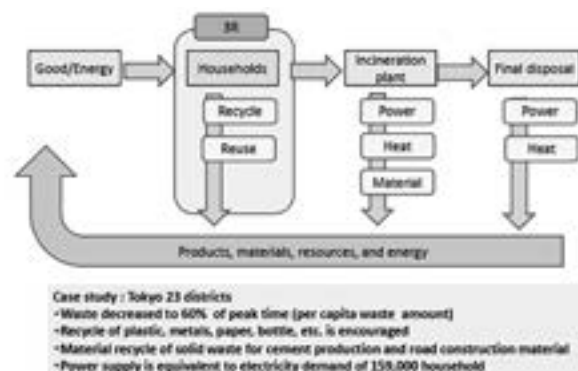 3R
Good/Energy
Households
Incineration
plant
Final disposal
Recycle
Reuse
Power
Heat
Material
Power
Heat
Products, materials, resources, and energy
Case study : Tokyo 23 districts
•Waste decreased to 60% of peak time (per capita waste amount)
•Recycle of plastic, metals, paper, bottle, etc. is encouraged
•Material recycle of solid waste for cement production and road construction material
•Power supply is equivalent to electricity demand of 159,000 household